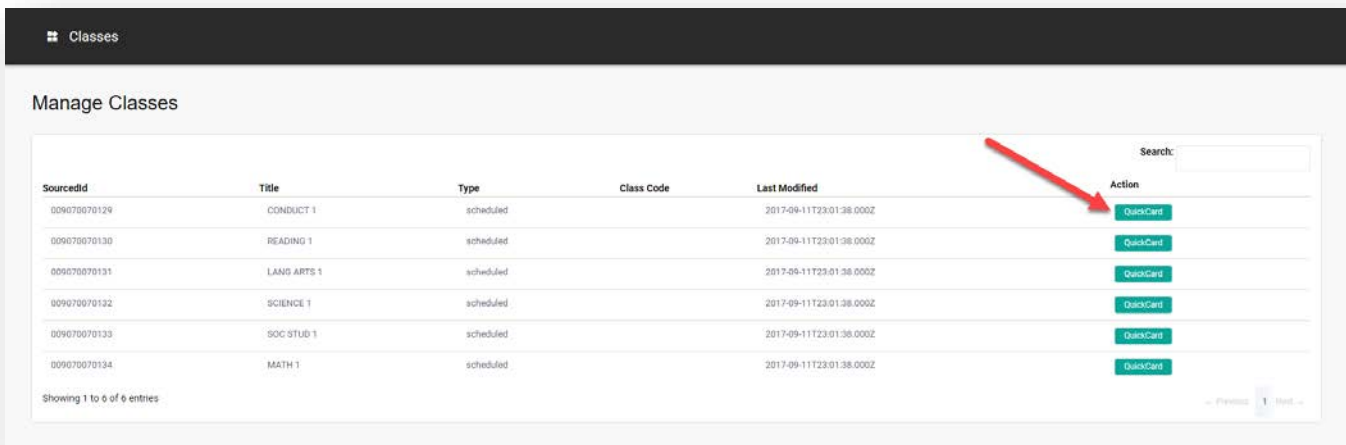 Classes
Manage Classes
Search:
SourcedId Title Type Class Code Last Modified Action
009070070129 CONDUCT 1 scheduled 2017-09-11T23:01:38.000Z QuickCard
009070070130 READING 1 scheduled 2017-09-11T23:01:38.000Z QuickCard
009070070131 LANG ARTS 1 scheduled 2017-09-11T23:01:38.000Z QuickCard
009070070132 SCIENCE 1 scheduled 2017-09-11T23:01:38.000Z QuickCard
009070070133 SOC STUD 1 scheduled 2017-09-11T23:01:38.000Z QuickCard
009070070134 MATH 1 scheduled 2017-09-11T23:01:38.000Z QuickCard
Showing 1 to 6 of 6 entries ← Previous 1 Next →